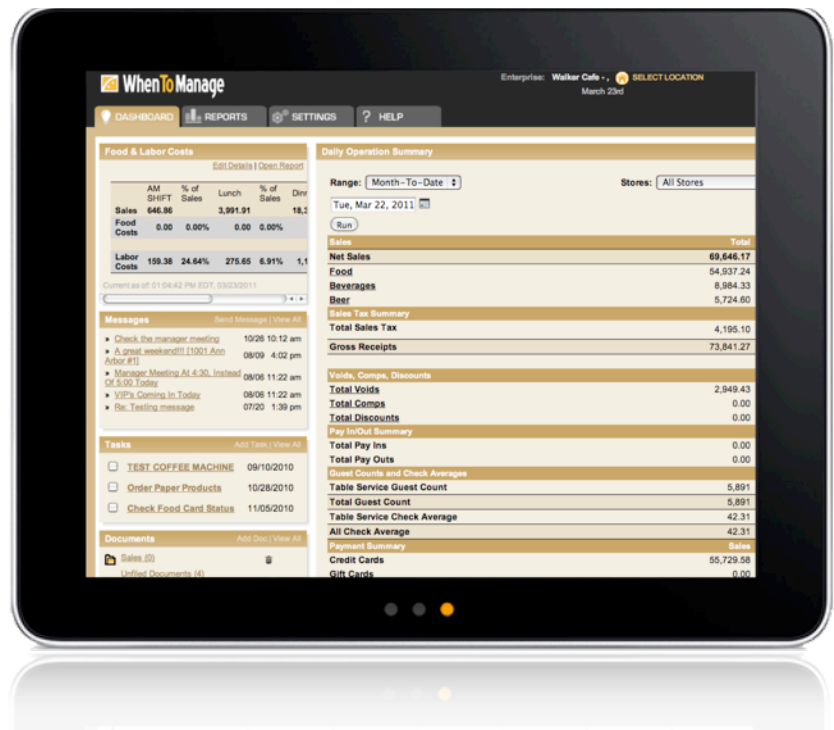 WhenToManage
Enterprise: Walker Cafe - , SELECT LOCATION
March 23rd
DASHBOARD REPORTS SETTINGS ? HELP
Food & Labor Costs
Edit Details | Open Report
AM SHIFT % of Sales Lunch % of Sales Dinr
Sales 646.86 3,991.91 18,3
Food Costs 0.00 0.00% 0.00 0.00%
Labor Costs 159.38 24.64% 275.65 6.91% 1,1
Current as of: 01:04:42 PM EDT, 03/23/2011
Messages Send Message | View All
» Check the manager meeting 10/26 10:12 am
» A great weekend!!! [1001 Ann Arbor #1] 08/09 4:02 pm
» Manager Meeting At 4:30, Instead Of 5:00 Today 08/06 11:22 am
» VIP's Coming In Today 08/06 11:22 am
» Re: Testing message 07/20 1:39 pm
Tasks Add Task | View All
TEST COFFEE MACHINE 09/10/2010
Order Paper Products 10/28/2010
Check Food Card Status 11/05/2010
Documents Add Doc | View All
Sales (0)
Unfiled Documents (4)
Daily Operation Summary
Range: Month-To-Date Stores: All Stores
Tue, Mar 22, 2011
Run
Sales Total
Net Sales 69,646.17
Food 54,937.24
Beverages 8,984.33
Beer 5,724.60
Sales Tax Summary
Total Sales Tax 4,195.10
Gross Receipts 73,841.27
Voids, Comps, Discounts
Total Voids 2,949.43
Total Comps 0.00
Total Discounts 0.00
Pay In/Out Summary
Total Pay Ins 0.00
Total Pay Outs 0.00
Guest Counts and Check Averages
Table Service Guest Count 5,891
Total Guest Count 5,891
Table Service Check Average 42.31
All Check Average 42.31
Payment Summary Sales
Credit Cards 55,729.58
Gift Cards 0.00